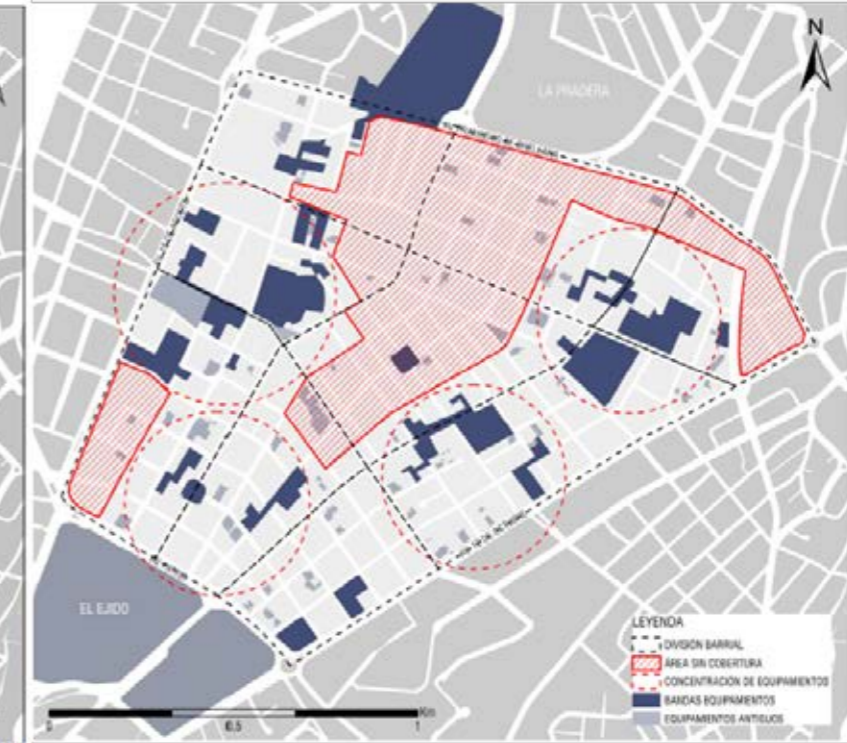 N
LA PRADERA
EL EJIDO
LEYENDA
DIVISIÓN BARRIAL
ÁREA SIN COBERTURA
CONCENTRACIÓN DE EQUIPAMIENTOS
BANDAS EQUIPAMIENTOS
EQUIPAMIENTOS ANTIGUOS
0 0.5 1 Km